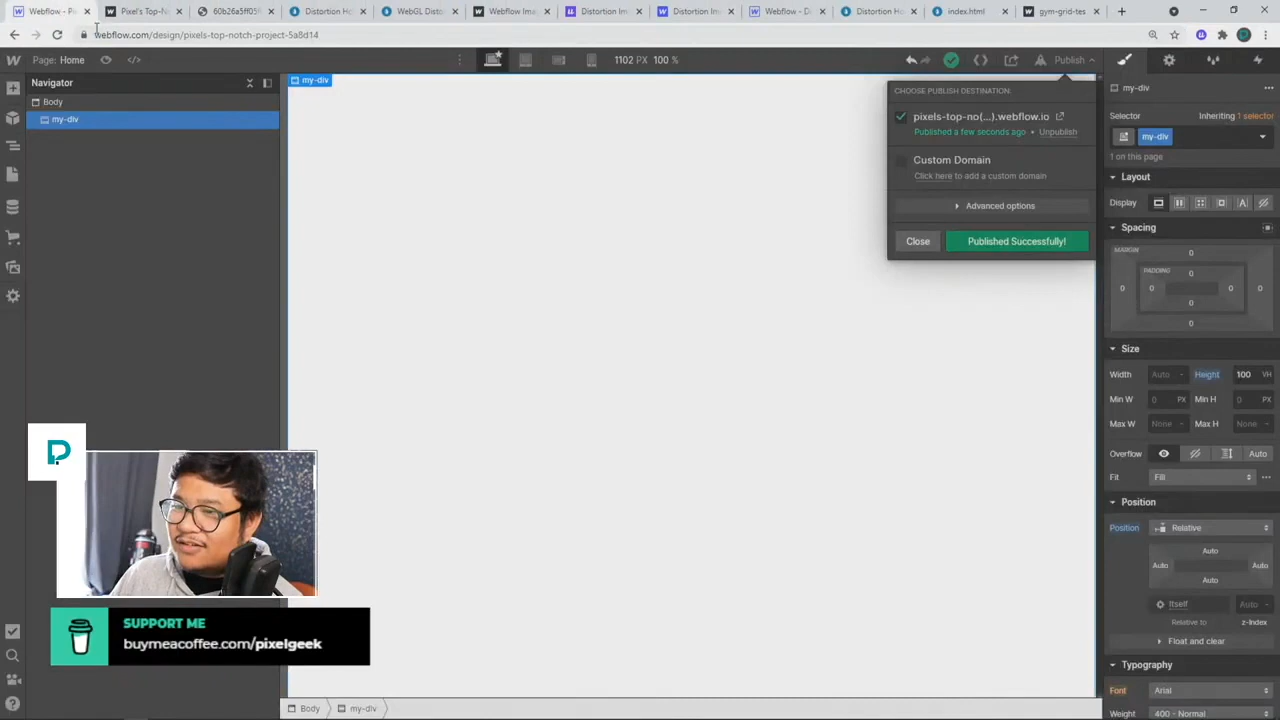 Webflow - Pi
Pixel's Top-N
60b26a5ff05f
Distortion Ho
WebGL Distor
Webflow Imag
Distortion Im
Distortion Im
Webflow - D
Distortion Ho
index.html
gym-grid-tes
webflow.com/design/pixels-top-notch-project-5a8d14
Page: Home
1102 PX 100 %
Publish
Navigator
Body
my-div
my-div
CHOOSE PUBLISH DESTINATION:
pixels-top-no(...).webflow.io
Published a few seconds ago • Unpublish
Custom Domain
Click here to add a custom domain
Advanced options
Close
Published Successfully!
my-div
Selector
Inheriting 1 selector
my-div
1 on this page
Layout
Display
Spacing
MARGIN
0
PADDING
0
0 0 0 0
0
0
Size
Width Auto - Height 100 VH
Min W 0 PX Min H 0 PX
Max W None - Max H None -
Overflow Auto
Fit Fill
Position
Position Relative
Auto
Auto Auto
Auto
Itself Auto -
Relative to z-Index
Float and clear
Typography
Font Arial
Weight 400 - Normal
P
SUPPORT ME
buymeacoffee.com/pixelgeek
Body my-div